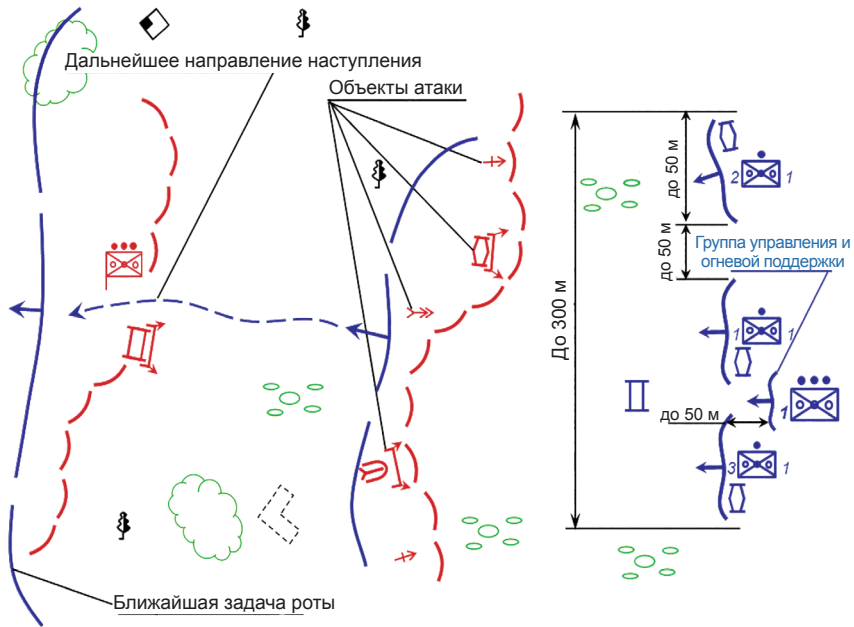 Дальнейшее направление наступления
Объекты атаки
до 50 м
2 1
Группа управления и
огневой поддержки
до 50 м
До 300 м
1 1
до 50 м
1
3 1
Ближайшая задача роты